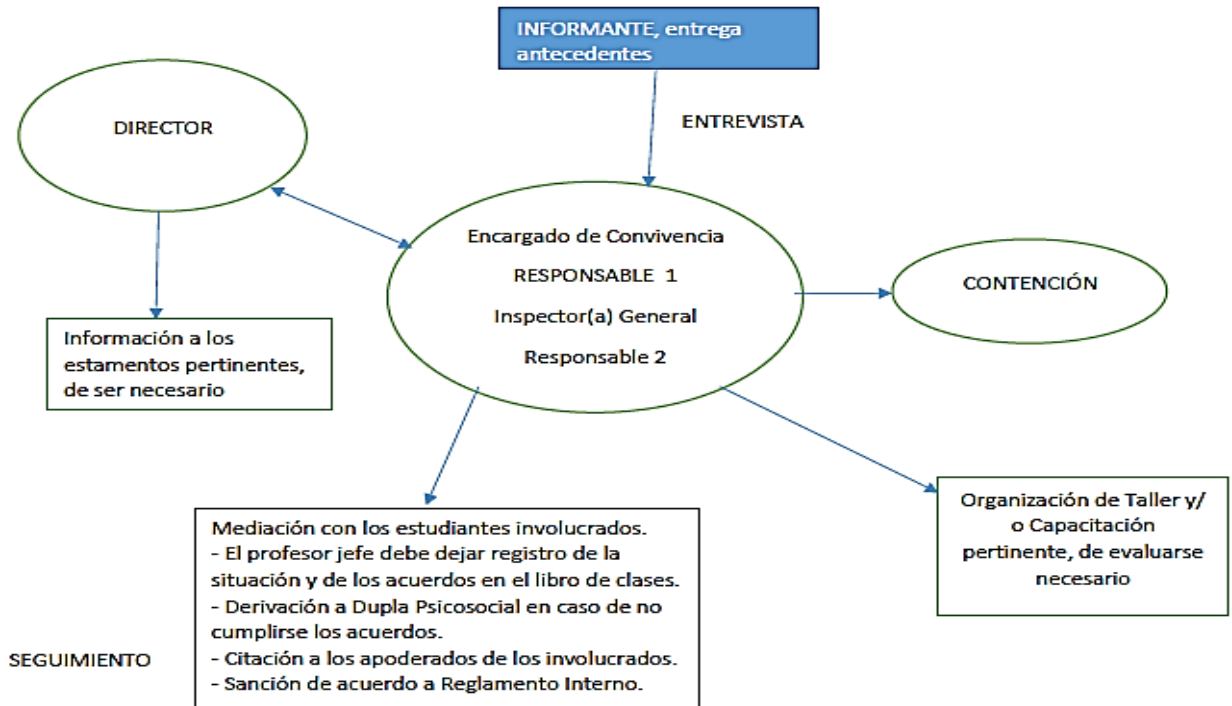 INFORMANTE, entrega
antecedentes
ENTREVISTA
DIRECTOR
Encargado de Convivencia
RESPONSABLE 1
Inspector(a) General
Responsable 2
CONTENCIÓN
Información a los
estamentos pertinentes,
de ser necesario
Mediación con los estudiantes involucrados.
- El profesor jefe debe dejar registro de la
situación y de los acuerdos en el libro de clases.
- Derivación a Dupla Psicosocial en caso de no
cumplirse los acuerdos.
- Citación a los apoderados de los involucrados.
- Sanción de acuerdo a Reglamento Interno.
Organización de Taller y/
o Capacitación
pertinente, de evaluarse
necesario
SEGUIMIENTO